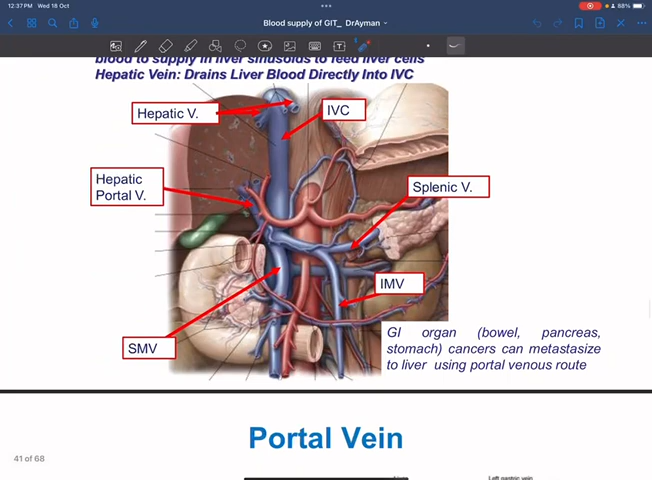 12:37 PM Wed 18 Oct
88%
Blood supply of GIT_ DrAyman
blood to supply in liver sinusoids to feed liver cells
Hepatic Vein: Drains Liver Blood Directly Into IVC
Hepatic V.
IVC
Hepatic
Portal V.
Splenic V.
IMV
SMV
GI organ (bowel, pancreas,
stomach) cancers can metastasize
to liver using portal venous route
Portal Vein
41 of 68
Left gastric vein